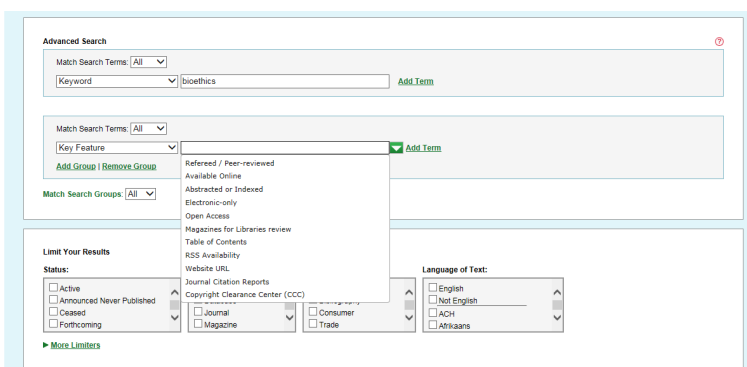 Advanced Search
?
Match Search Terms: All
Keyword bioethics Add Term
Match Search Terms: All
Key Feature Add Term
Add Group | Remove Group
Refereed / Peer-reviewed
Available Online
Abstracted or Indexed
Electronic-only
Open Access
Magazines for Libraries review
Table of Contents
RSS Availability
Website URL
Journal Citation Reports
Copyright Clearance Center (CCC)
Match Search Groups: All
Limit Your Results
Status:
Active
Announced Never Published
Ceased
Forthcoming
Journal
Magazine
Consumer
Trade
Language of Text:
English
Not English
ACH
Afrikaans
More Limiters